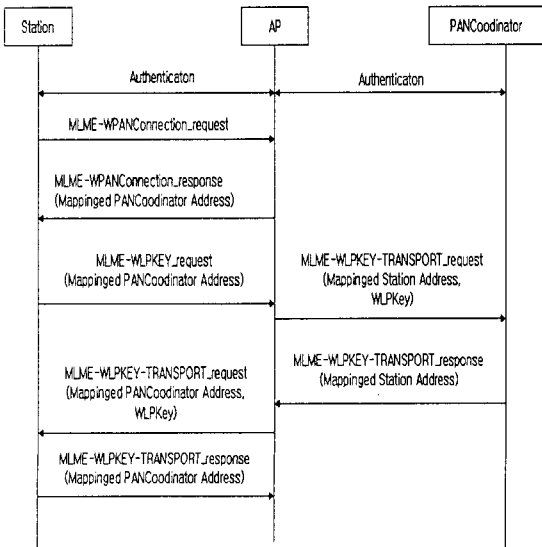 Station
AP
PANCoodinator
Authenticaton
Authenticaton
MLME-WPANConnection_request
MLME-WPANConnection_response
(Mappinged PANCoodinator Address)
MLME-WLPKEY_request
(Mappinged PANCoodinator Address)
MLME-WLPKEY-TRANSPORT_request
(Mappinged Station Address,
WLPKey)
MLME-WLPKEY-TRANSPORT_response
(Mappinged Station Address)
MLME-WLPKEY-TRANSPORT_request
(Mappinged PANCoodinator Address,
WLPKey)
MLME-WLPKEY-TRANSPORT_response
(Mappinged PANCoodinator Address)